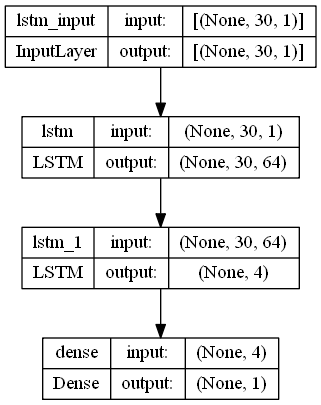 lstm_input input: [(None, 30, 1)]
InputLayer output: [(None, 30, 1)]
lstm input: (None, 30, 1)
LSTM output: (None, 30, 64)
lstm_1 input: (None, 30, 64)
LSTM output: (None, 4)
dense input: (None, 4)
Dense output: (None, 1)